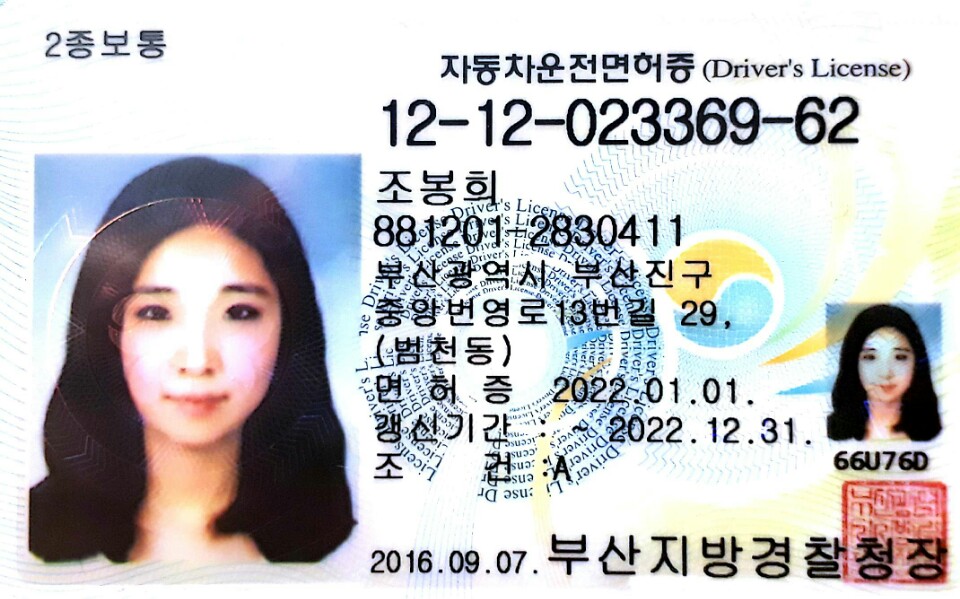 2종보통
자동차운전면허증 (Driver's License)
12-12-023369-62
조봉희
881201-2830411
부산광역시 부산진구
중앙번영로13번길 29,
(범천동)
면 허 증 2022.01.01.
갱신기간 : ~ 2022.12.31.
조 건 :A
66U76D
2016.09.07. 부산지방경찰청장